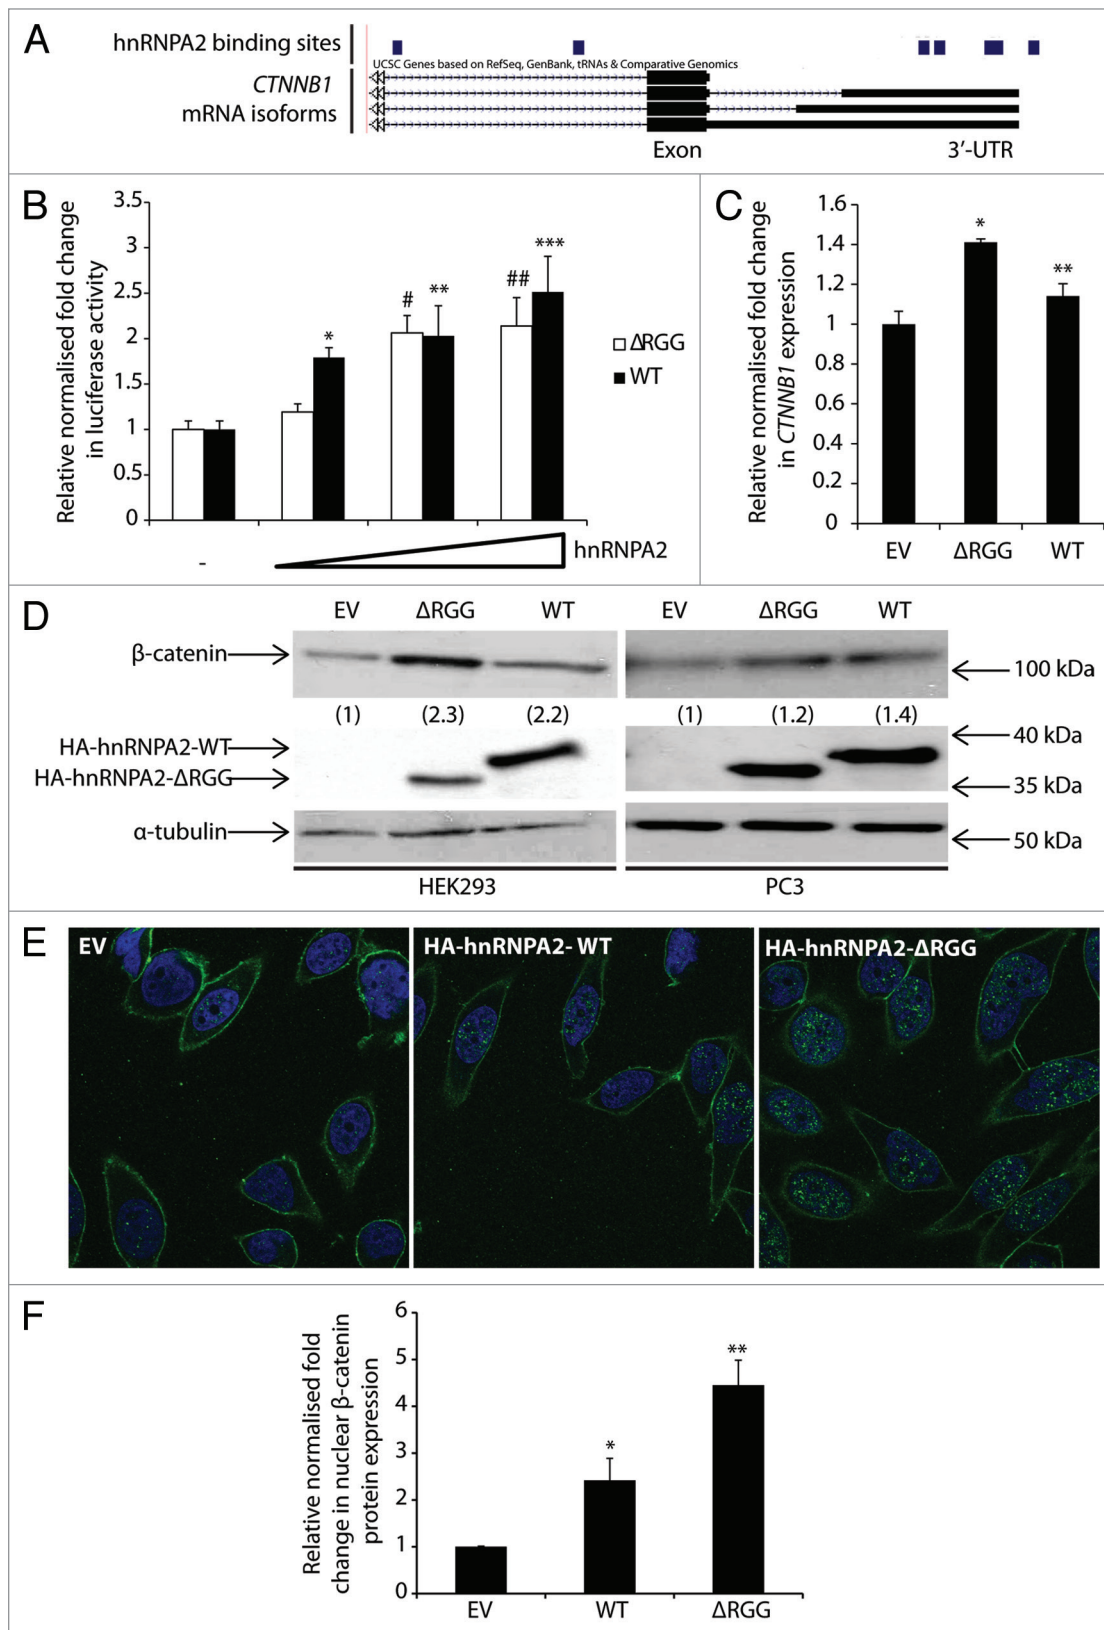 A
hnRNPA2 binding sites
UCSC Genes based on RefSeq, GenBank, tRNAs & Comparative Genomics
CTNNB1
mRNA isoforms
Exon
3'-UTR
B
Relative normalised fold change
in luciferase activity
3.5
3
2.5
2
1.5
1
0.5
0
*
#
**
##
***
ΔRGG
WT
-
hnRNPA2
C
Relative normalised fold change
in CTNNB1 expression
1.6
1.4
1.2
1
0.8
0.6
0.4
0.2
0
*
**
EV
ΔRGG
WT
D
EV
ΔRGG
WT
EV
ΔRGG
WT
β-catenin
100 kDa
(1)
(2.3)
(2.2)
(1)
(1.2)
(1.4)
HA-hnRNPA2-WT
40 kDa
HA-hnRNPA2-ΔRGG
35 kDa
α-tubulin
50 kDa
HEK293
PC3
E
EV
HA-hnRNPA2- WT
HA-hnRNPA2-ΔRGG
F
Relative normalised fold
change in nuclear β-catenin
protein expression
6
5
4
3
2
1
0
*
**
EV
WT
ΔRGG